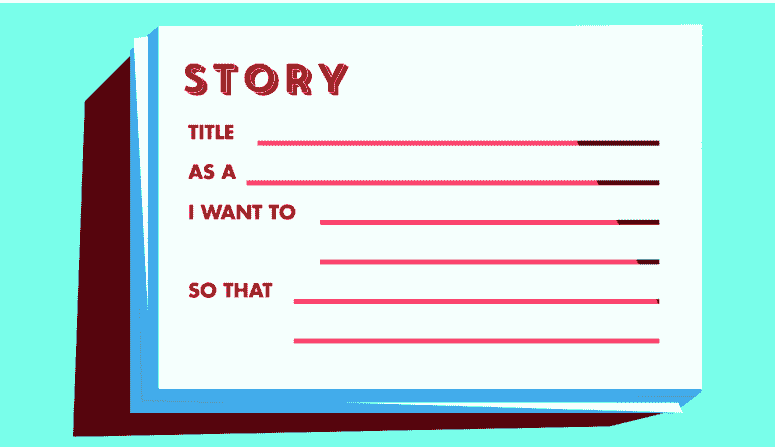 STORY
TITLE
AS A
I WANT TO
SO THAT